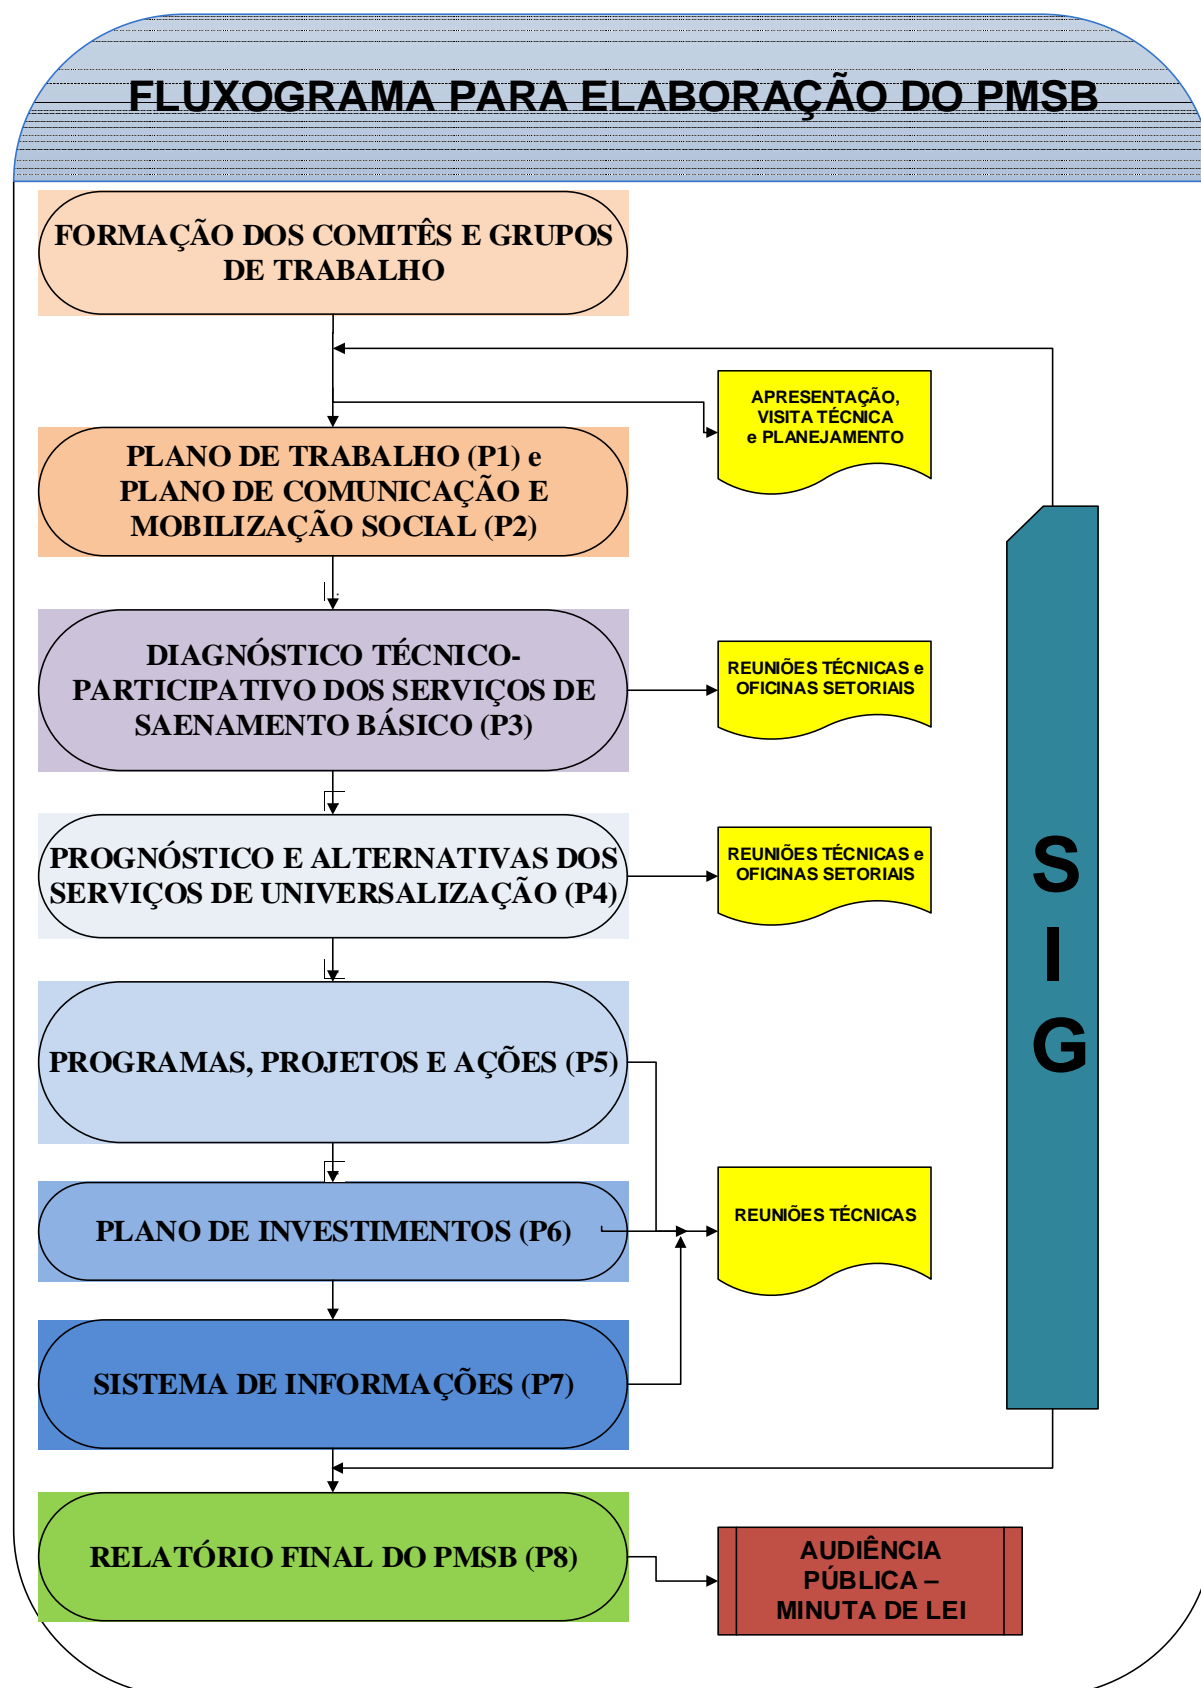 FLUXOGRAMA PARA ELABORAÇÃO DO PMSB
FORMAÇÃO DOS COMITÊS E GRUPOS
DE TRABALHO
APRESENTAÇÃO,
VISITA TÉCNICA
e PLANEJAMENTO
PLANO DE TRABALHO (P1) e
PLANO DE COMUNICAÇÃO E
MOBILIZAÇÃO SOCIAL (P2)
DIAGNÓSTICO TÉCNICO-
PARTICIPATIVO DOS SERVIÇOS DE
SAENAMENTO BÁSICO (P3)
REUNIÕES TÉCNICAS e
OFICINAS SETORIAIS
PROGNÓSTICO E ALTERNATIVAS DOS
SERVIÇOS DE UNIVERSALIZAÇÃO (P4)
REUNIÕES TÉCNICAS e
OFICINAS SETORIAIS
S
I
G
PROGRAMAS, PROJETOS E AÇÕES (P5)
PLANO DE INVESTIMENTOS (P6)
REUNIÕES TÉCNICAS
SISTEMA DE INFORMAÇÕES (P7)
RELATÓRIO FINAL DO PMSB (P8)
AUDIÊNCIA
PÚBLICA –
MINUTA DE LEI